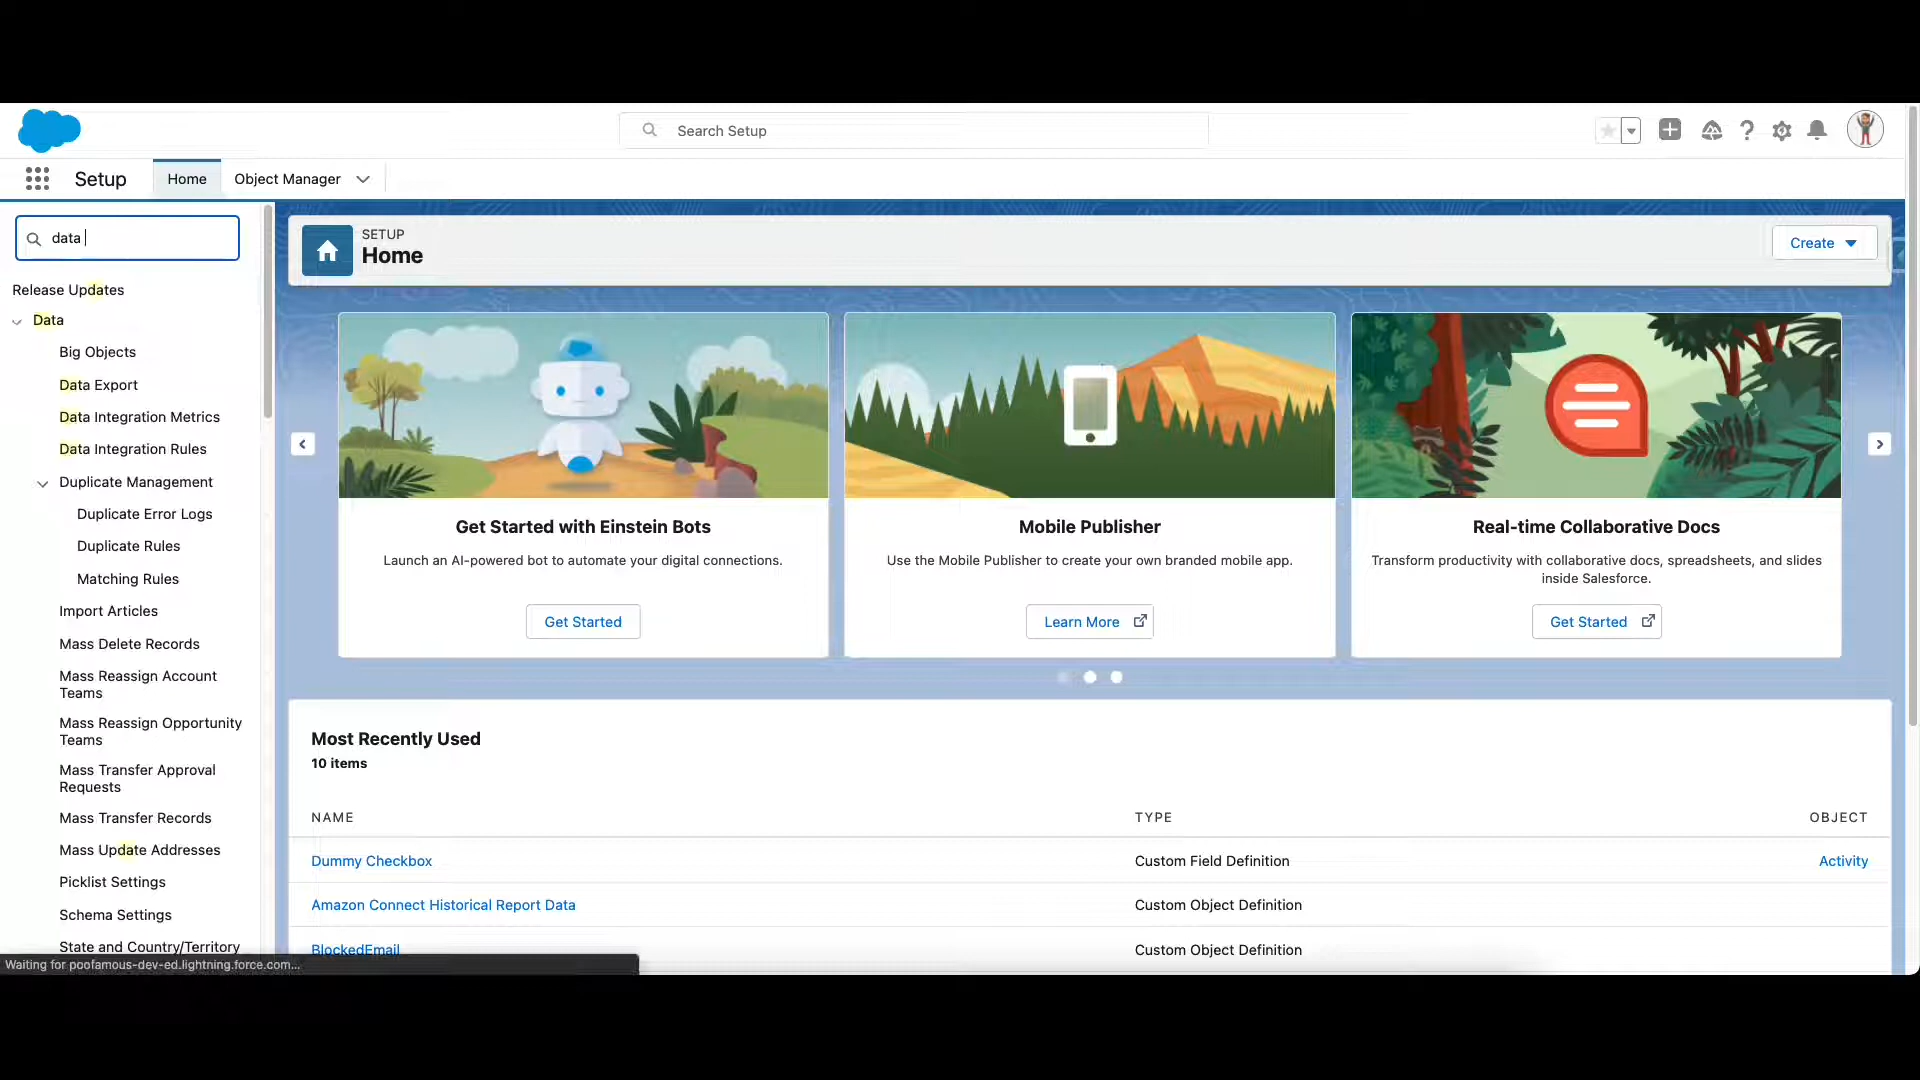 Search Setup
Setup
Home
Object Manager
data
Release Updates
Data
Big Objects
Data Export
Data Integration Metrics
Data Integration Rules
Duplicate Management
Duplicate Error Logs
Duplicate Rules
Matching Rules
Import Articles
Mass Delete Records
Mass Reassign Account
Teams
Mass Reassign Opportunity
Teams
Mass Transfer Approval
Requests
Mass Transfer Records
Mass Update Addresses
Picklist Settings
Schema Settings
State and Country/Territory
Waiting for poofamous-dev-ed.lightning.force.com...
SETUP
Home
Create
Get Started with Einstein Bots
Launch an AI-powered bot to automate your digital connections.
Get Started
Mobile Publisher
Use the Mobile Publisher to create your own branded mobile app.
Learn More
Real-time Collaborative Docs
Transform productivity with collaborative docs, spreadsheets, and slides
inside Salesforce.
Get Started
Most Recently Used
10 items
NAME TYPE OBJECT
Dummy Checkbox Custom Field Definition Activity
Amazon Connect Historical Report Data Custom Object Definition
BlockedEmail Custom Object Definition